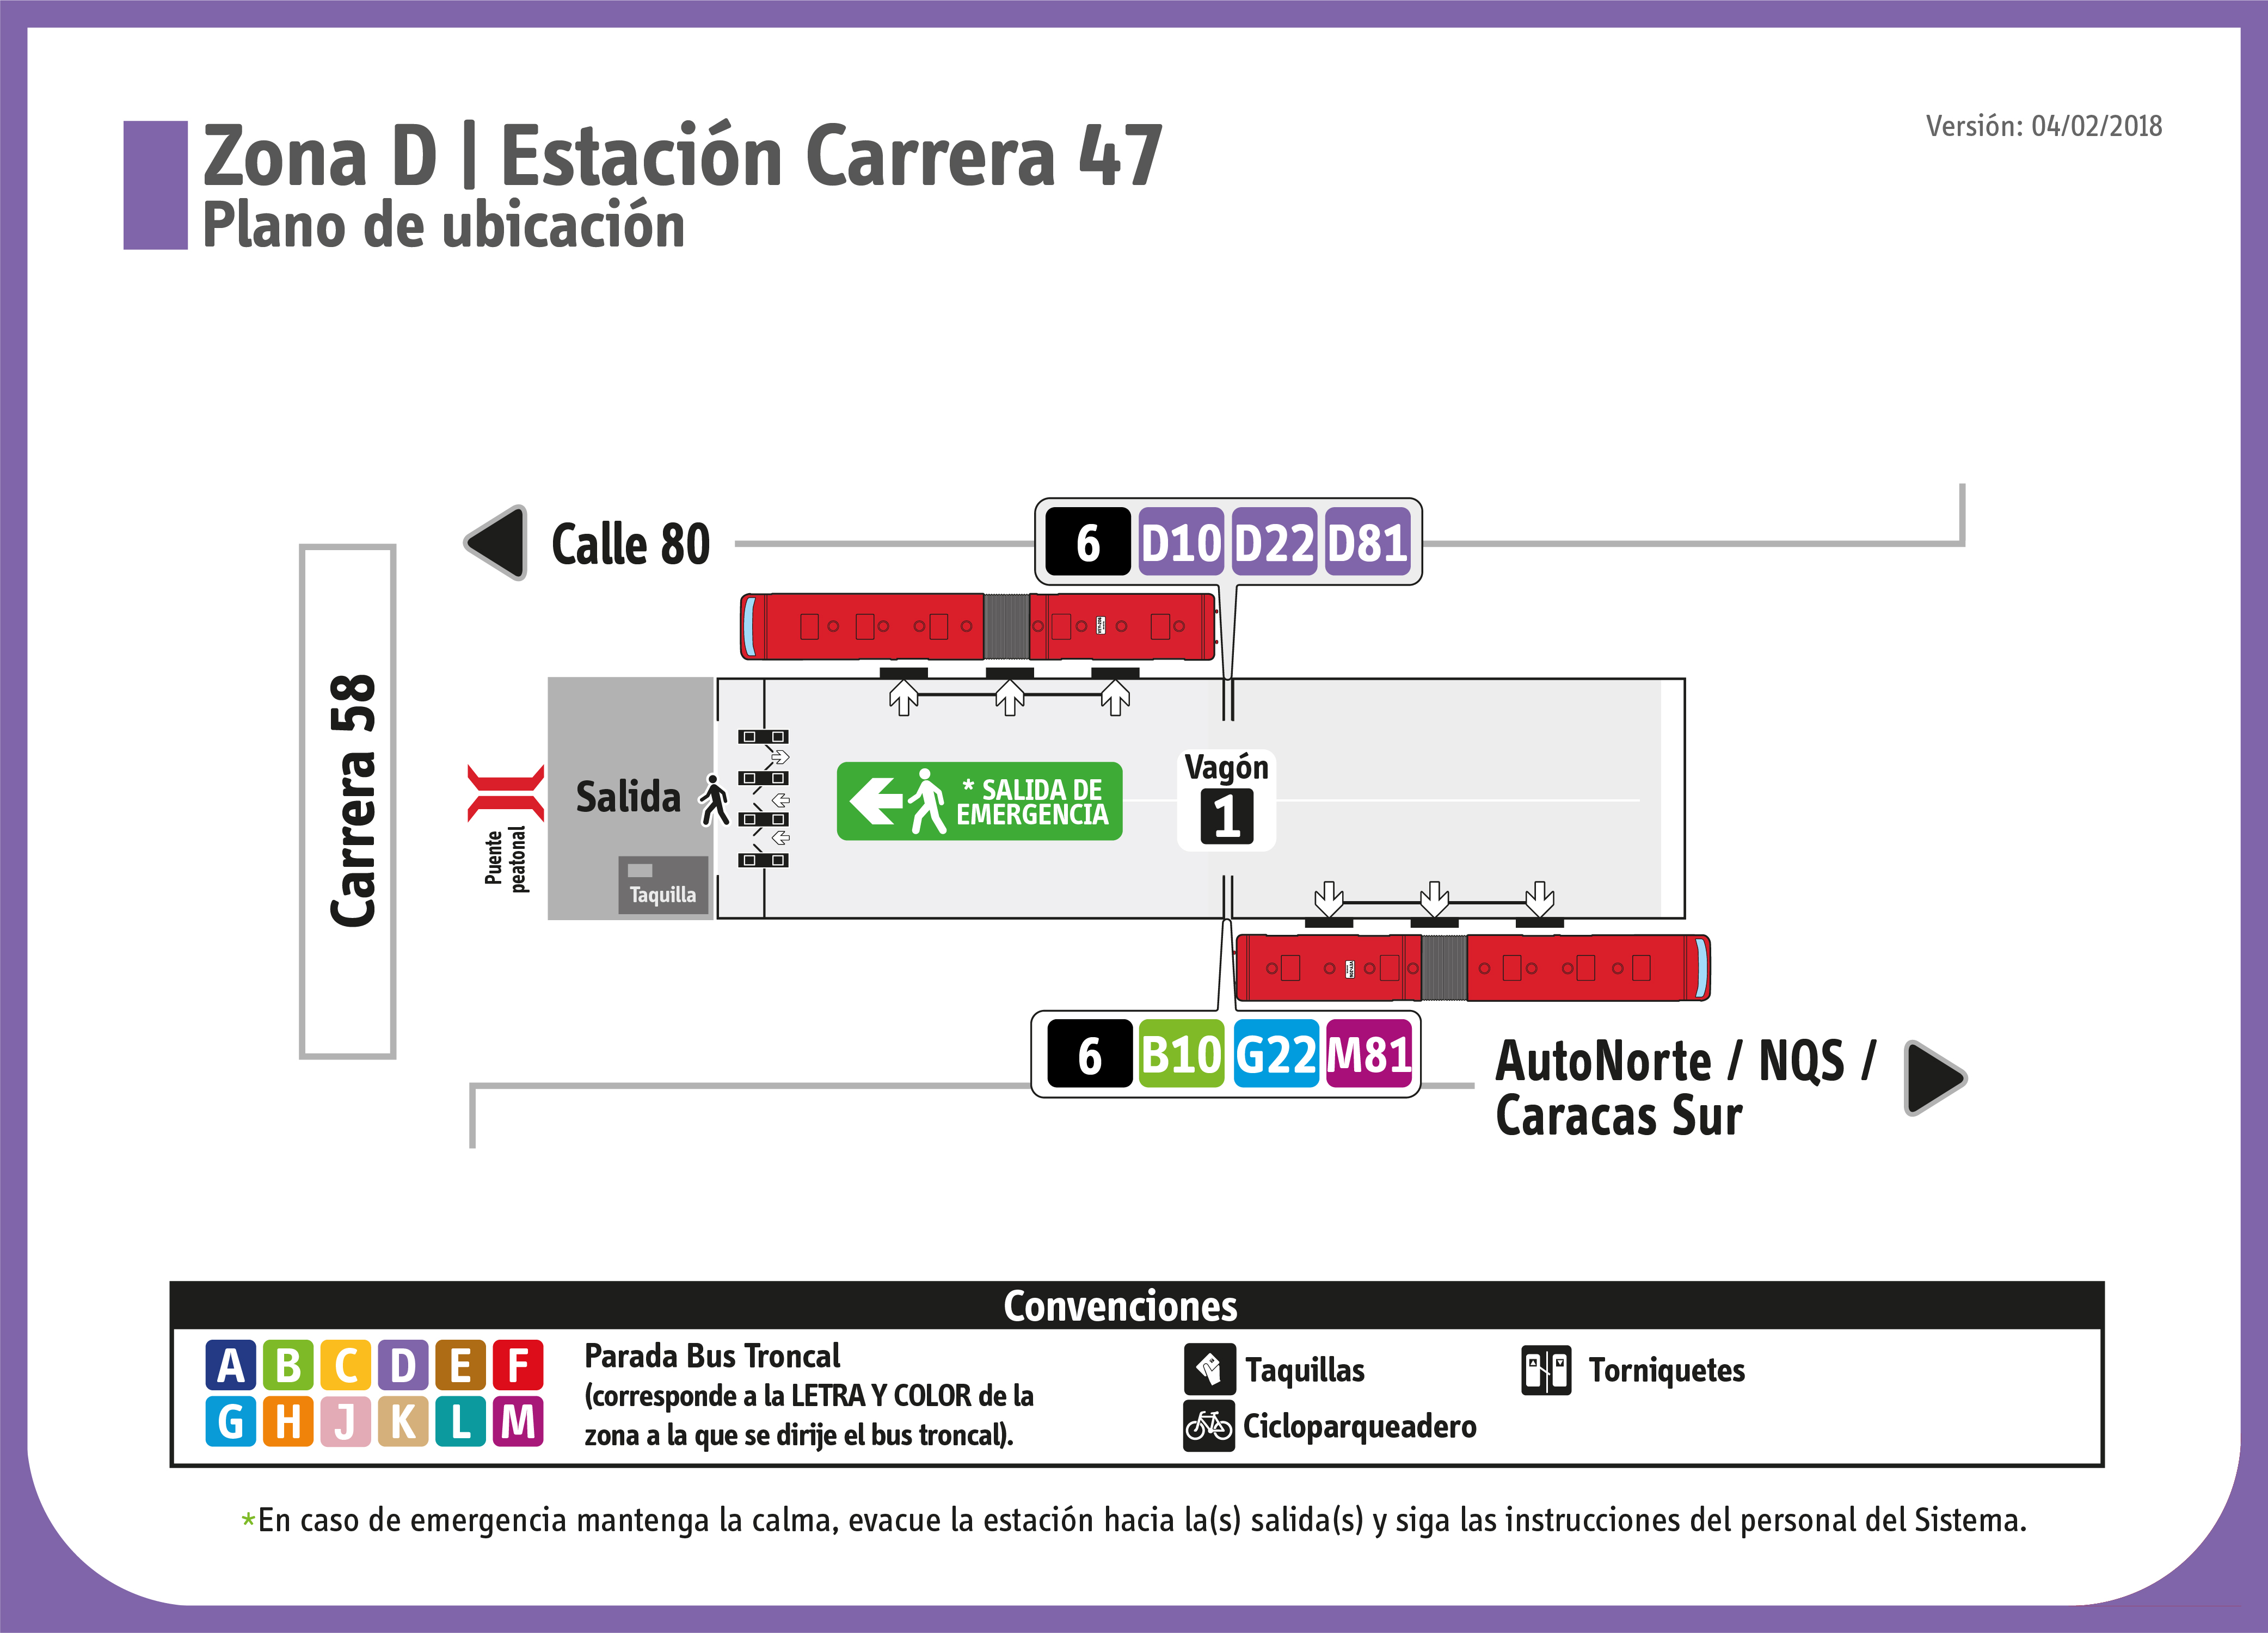 Zona D | Estación Carrera 47
Plano de ubicación
Versión: 04/02/2018
Calle 80
6 D10 D22 D81
Carrera 58
Puente
peatonal
Salida
Taquilla
* SALIDA DE
EMERGENCIA
Vagón
1
6 B10 G22 M81
AutoNorte / NQS /
Caracas Sur
Convenciones
A B C D E F
G H J K L M
Parada Bus Troncal
(corresponde a la LETRA Y COLOR de la
zona a la que se dirije el bus troncal).
Taquillas
Cicloparqueadero
Torniquetes
*En caso de emergencia mantenga la calma, evacue la estación hacia la(s) salida(s) y siga las instrucciones del personal del Sistema.